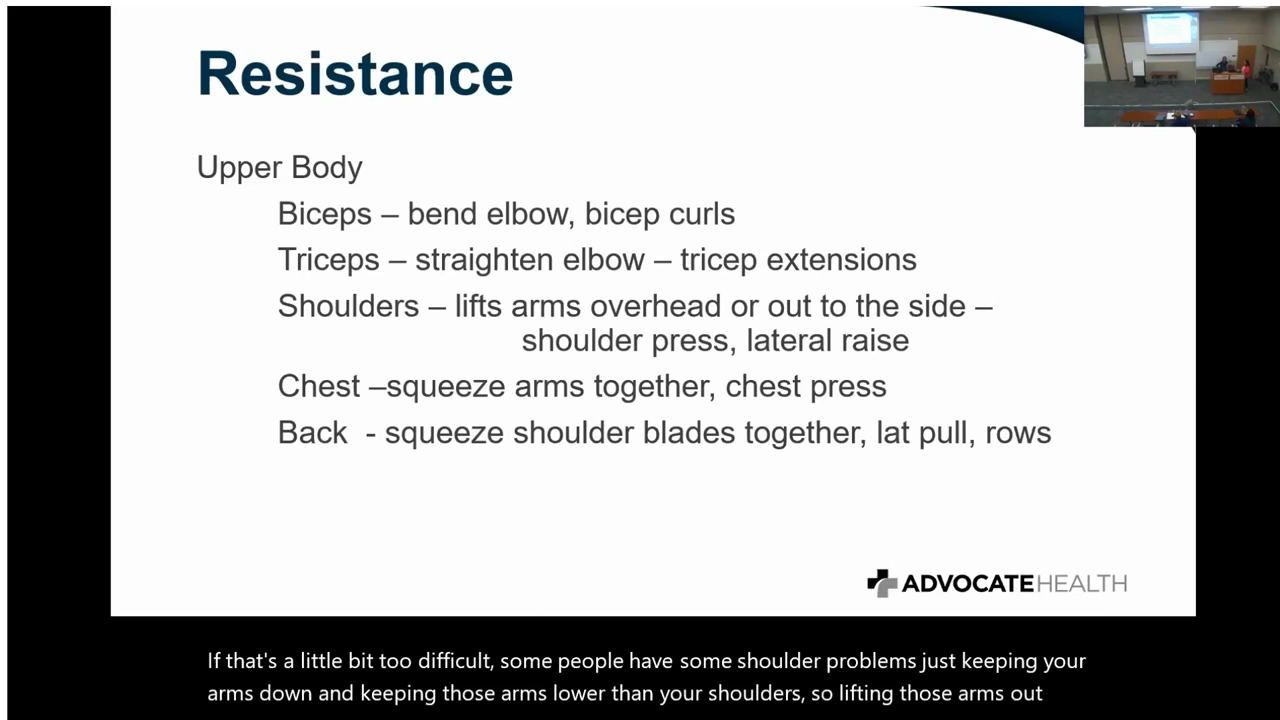 Resistance
Upper Body
Biceps – bend elbow, bicep curls
Triceps – straighten elbow – tricep extensions
Shoulders – lifts arms overhead or out to the side –
shoulder press, lateral raise
Chest –squeeze arms together, chest press
Back - squeeze shoulder blades together, lat pull, rows
ADVOCATEHEALTH
If that's a little bit too difficult, some people have some shoulder problems just keeping your
arms down and keeping those arms lower than your shoulders, so lifting those arms out